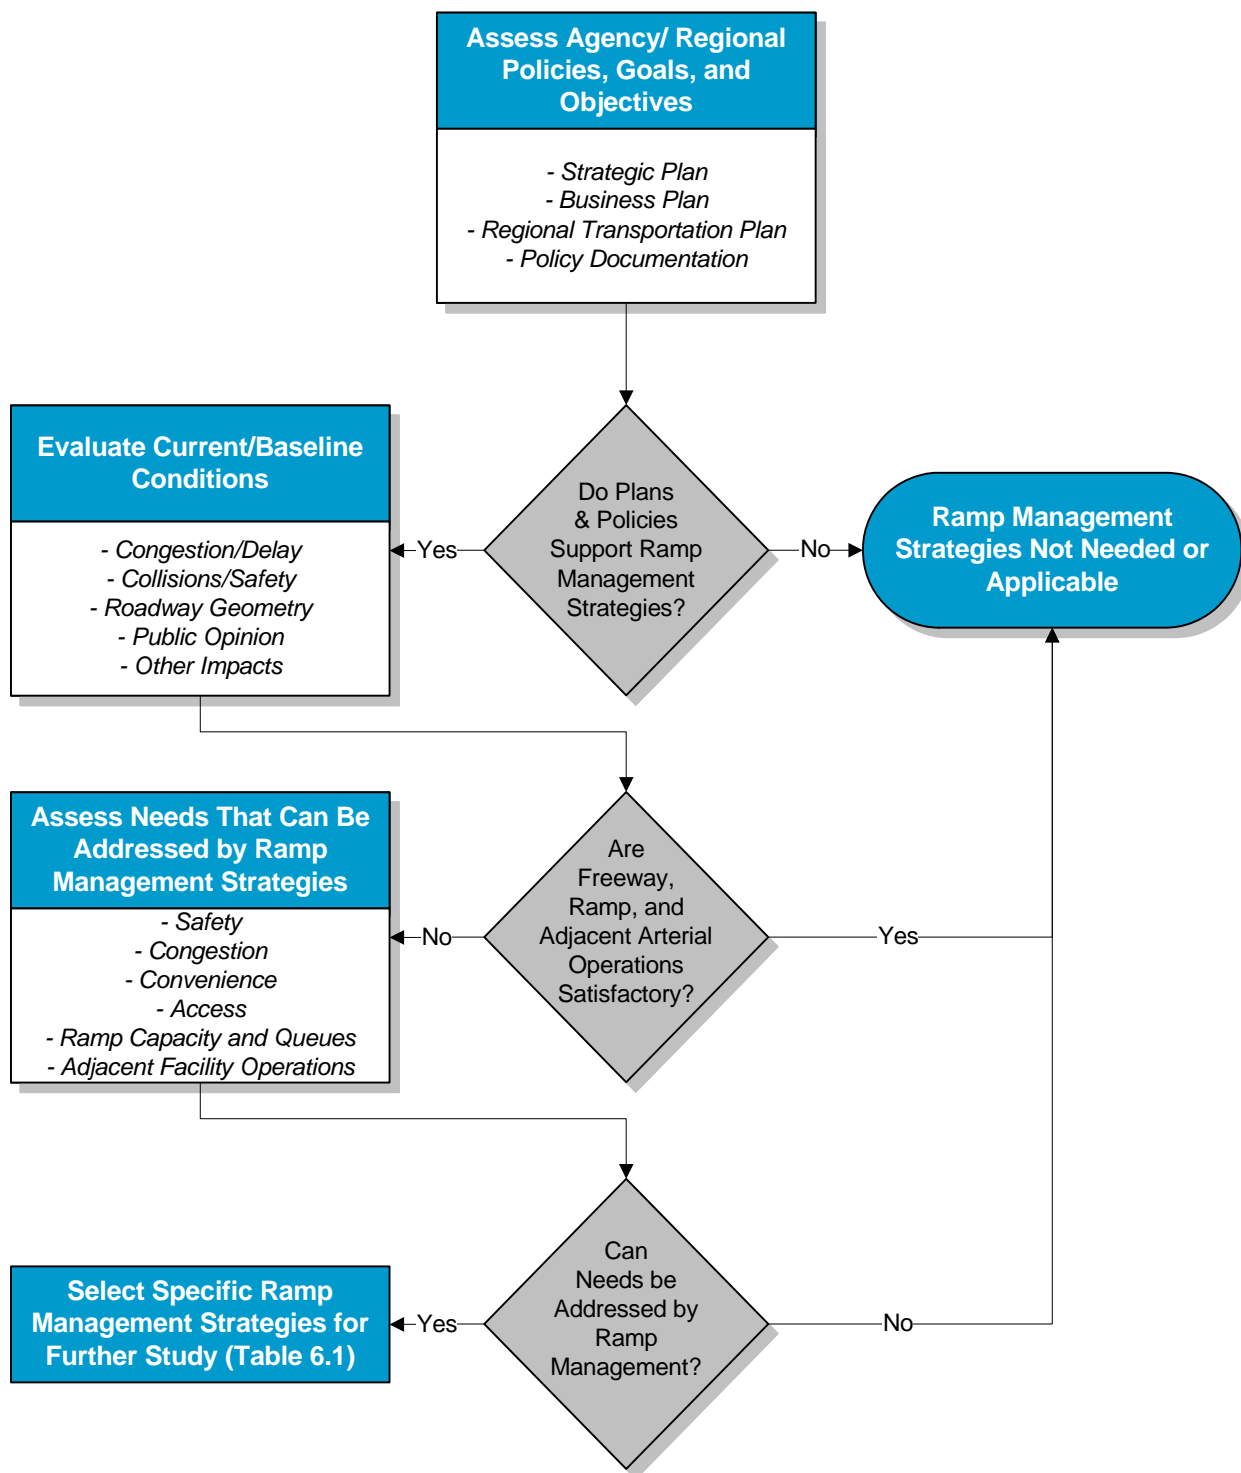 Assess Agency/ Regional
Policies, Goals, and
Objectives
- Strategic Plan
- Business Plan
- Regional Transportation Plan
- Policy Documentation
Evaluate Current/Baseline
Conditions
- Congestion/Delay
- Collisions/Safety
- Roadway Geometry
- Public Opinion
- Other Impacts
Yes
Do Plans
& Policies
Support Ramp
Management
Strategies?
No
Ramp Management
Strategies Not Needed or
Applicable
Assess Needs That Can Be
Addressed by Ramp
Management Strategies
- Safety
- Congestion
- Convenience
- Access
- Ramp Capacity and Queues
- Adjacent Facility Operations
No
Are
Freeway,
Ramp, and
Adjacent Arterial
Operations
Satisfactory?
Yes
Select Specific Ramp
Management Strategies for
Further Study (Table 6.1)
Yes
Can
Needs be
Addressed by
Ramp
Management?
No